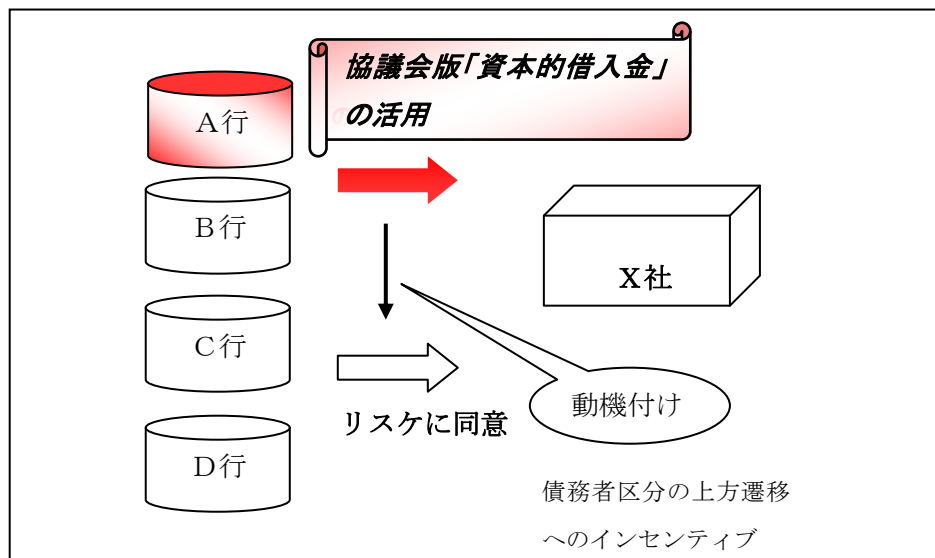 協議会版「資本的借入金」
の活用
A行
B行
X社
C行
リスケに同意
動機付け
D行
債務者区分の上方遷移
へのインセンティブ